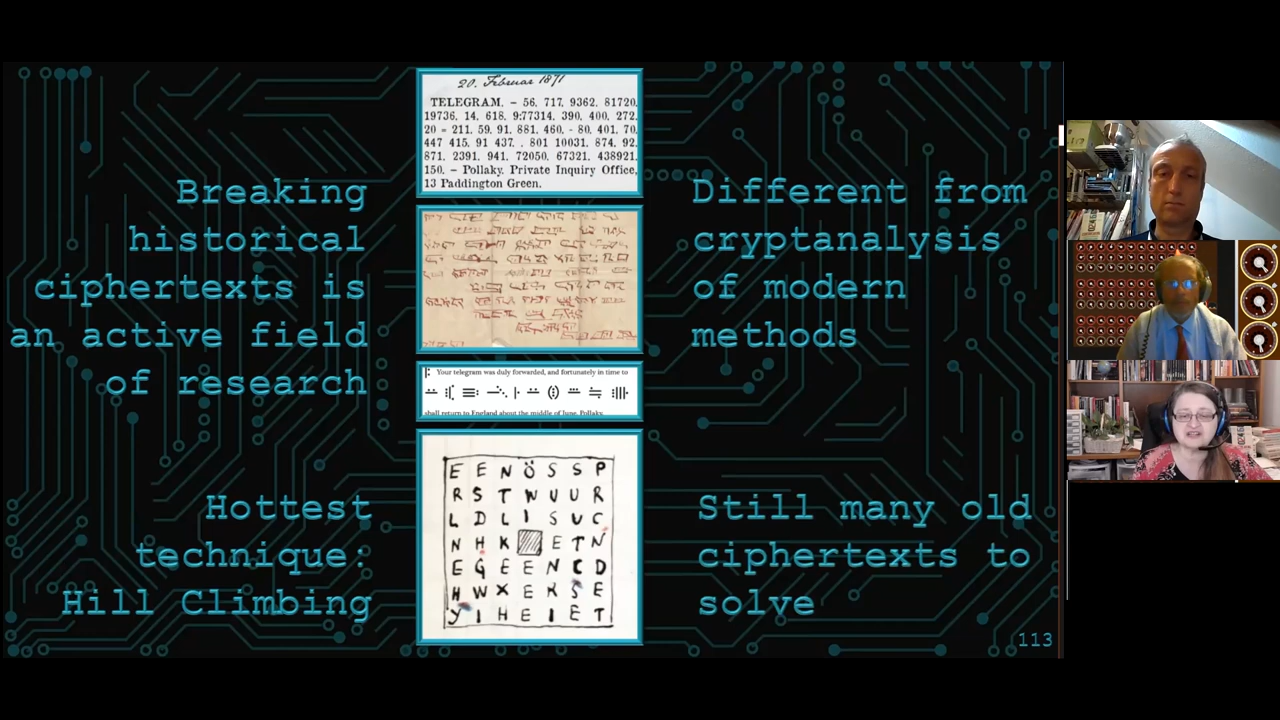 Breaking
historical
ciphertexts is
an active field
of research
Hottest
technique:
Hill Climbing
20. Februar 1871
TELEGRAM. – 56. 717. 9362. 81720.
19736. 14. 618. 9:77314. 390. 400. 272.
20 = 211. 59. 91. 881. 460. - 80. 401. 70.
447 415. 91 437. . 801 10031. 874. 92.
871. 2391. 941. 72050. 67321. 438921.
150. – Pollaky. Private Inquiry Office,
13 Paddington Green.
Your telegram was duly forwarded, and fortunately in time to
shall return to England about the middle of June. Pollaky.
E E N Ö S S P
R S T W U U R
L D L I S U C
N H K E T N
E G E E N C D
H W X E R S E
Y I H E I E T
Different from
cryptanalysis
of modern
methods
Still many old
ciphertexts to
solve
113